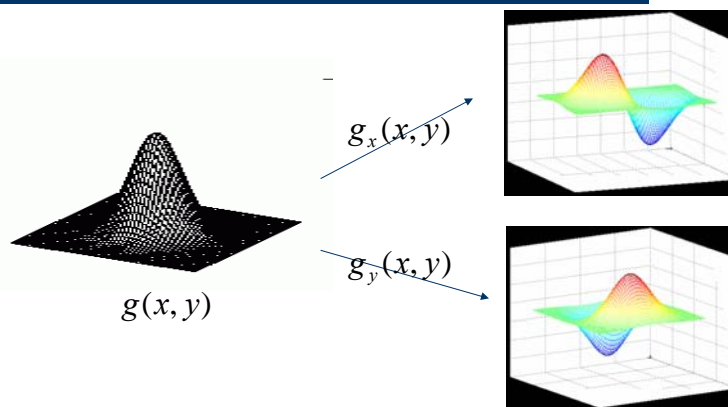 g_x(x, y)
g_y(x, y)
g(x, y)